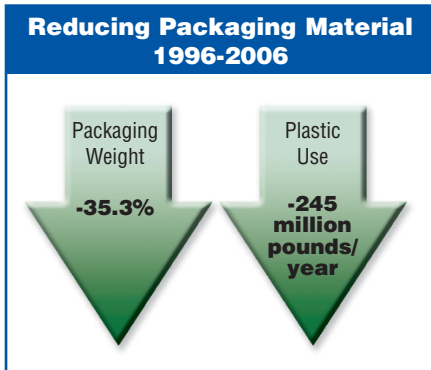 Reducing Packaging Material
1996-2006
Packaging
Weight
-35.3%
Plastic
Use
-245
million
pounds/
year